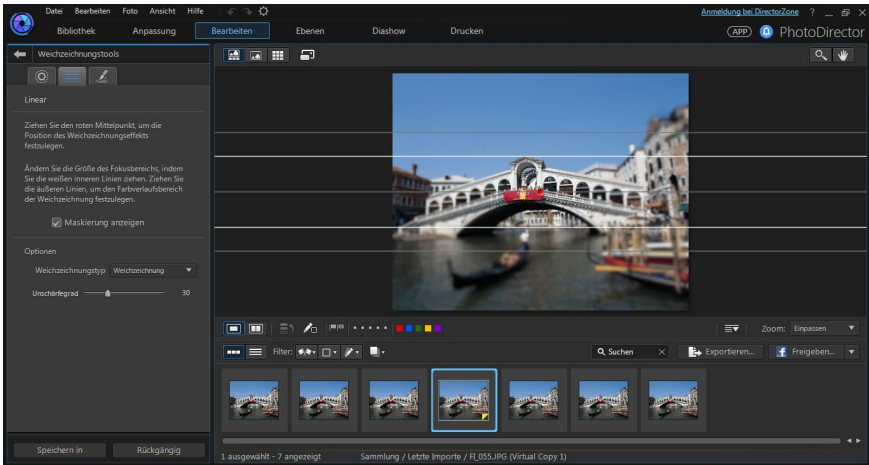 Datei Bearbeiten Foto Ansicht Hilfe
Anmeldung bei DirectorZone ?
Bibliothek Anpassung Bearbeiten Ebenen Diashow Drucken
APP PhotoDirector
Weichzeichnungstools
Linear
Ziehen Sie den roten Mittelpunkt, um die
Position des Weichzeichnungseffekts
festzulegen.
Ändern Sie die Größe des Fokusbereichs, indem
Sie die weißen inneren Linien ziehen. Ziehen Sie
die äußeren Linien, um den Farbverlaufsbereich
der Weichzeichnung festzulegen.
Maskierung anzeigen
Optionen
Weichzeichnungstyp Weichzeichnung
Unschärfegrad 30
Speichern in Rückgängig
Zoom: Einpassen
Filter: Suchen Exportieren... Freigeben...
1 ausgewählt - 7 angezeigt Sammlung / Letzte Importe / FI_055.JPG (Virtual Copy 1)